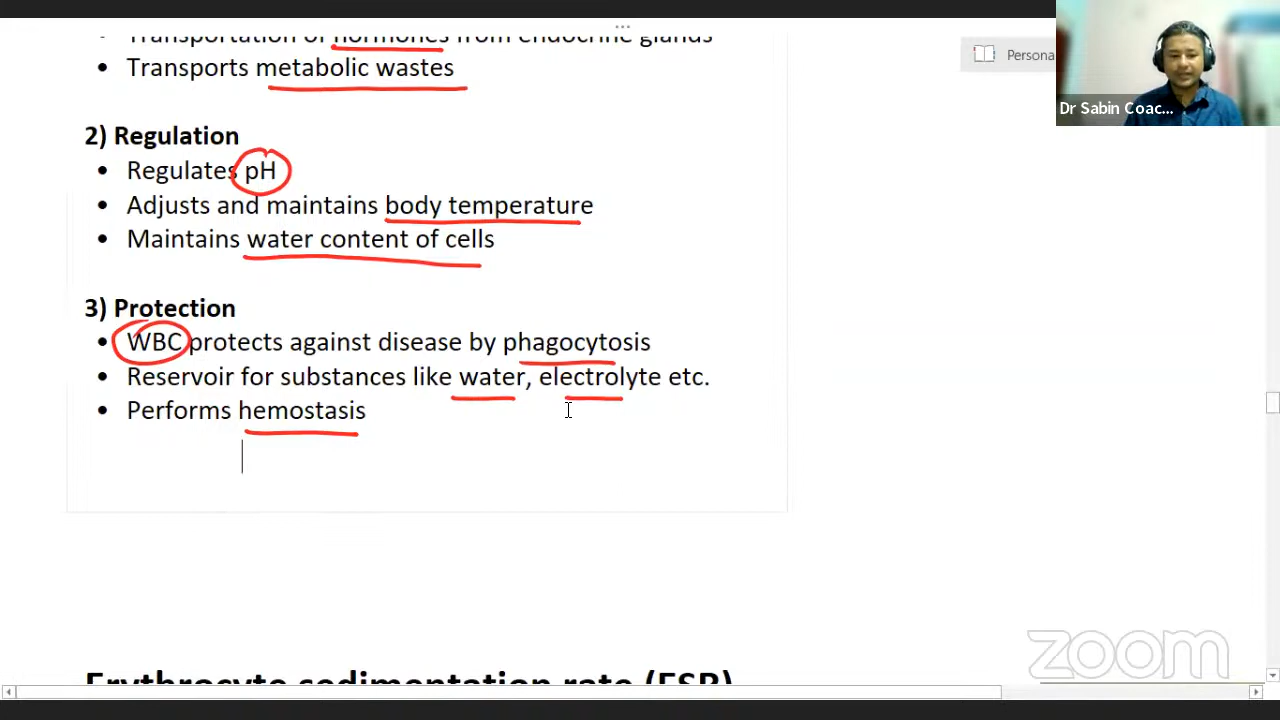 Transportation of hormones from endocrine glands
• Transports metabolic wastes
2) Regulation
• Regulates pH
• Adjusts and maintains body temperature
• Maintains water content of cells
3) Protection
• WBC protects against disease by phagocytosis
• Reservoir for substances like water, electrolyte etc.
• Performs hemostasis
Erythrocyte sedimentation rate (ESR)
Persona
Dr Sabin Coac...
zoom